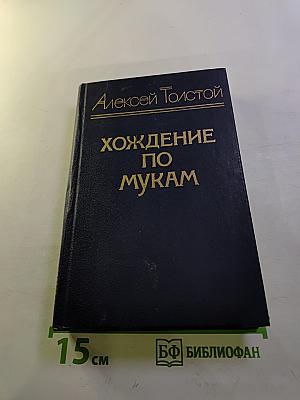 Алексей Толстой
ХОЖДЕНИЕ
ПО
МУКАМ
15 см
БФ БИБЛИОФАН